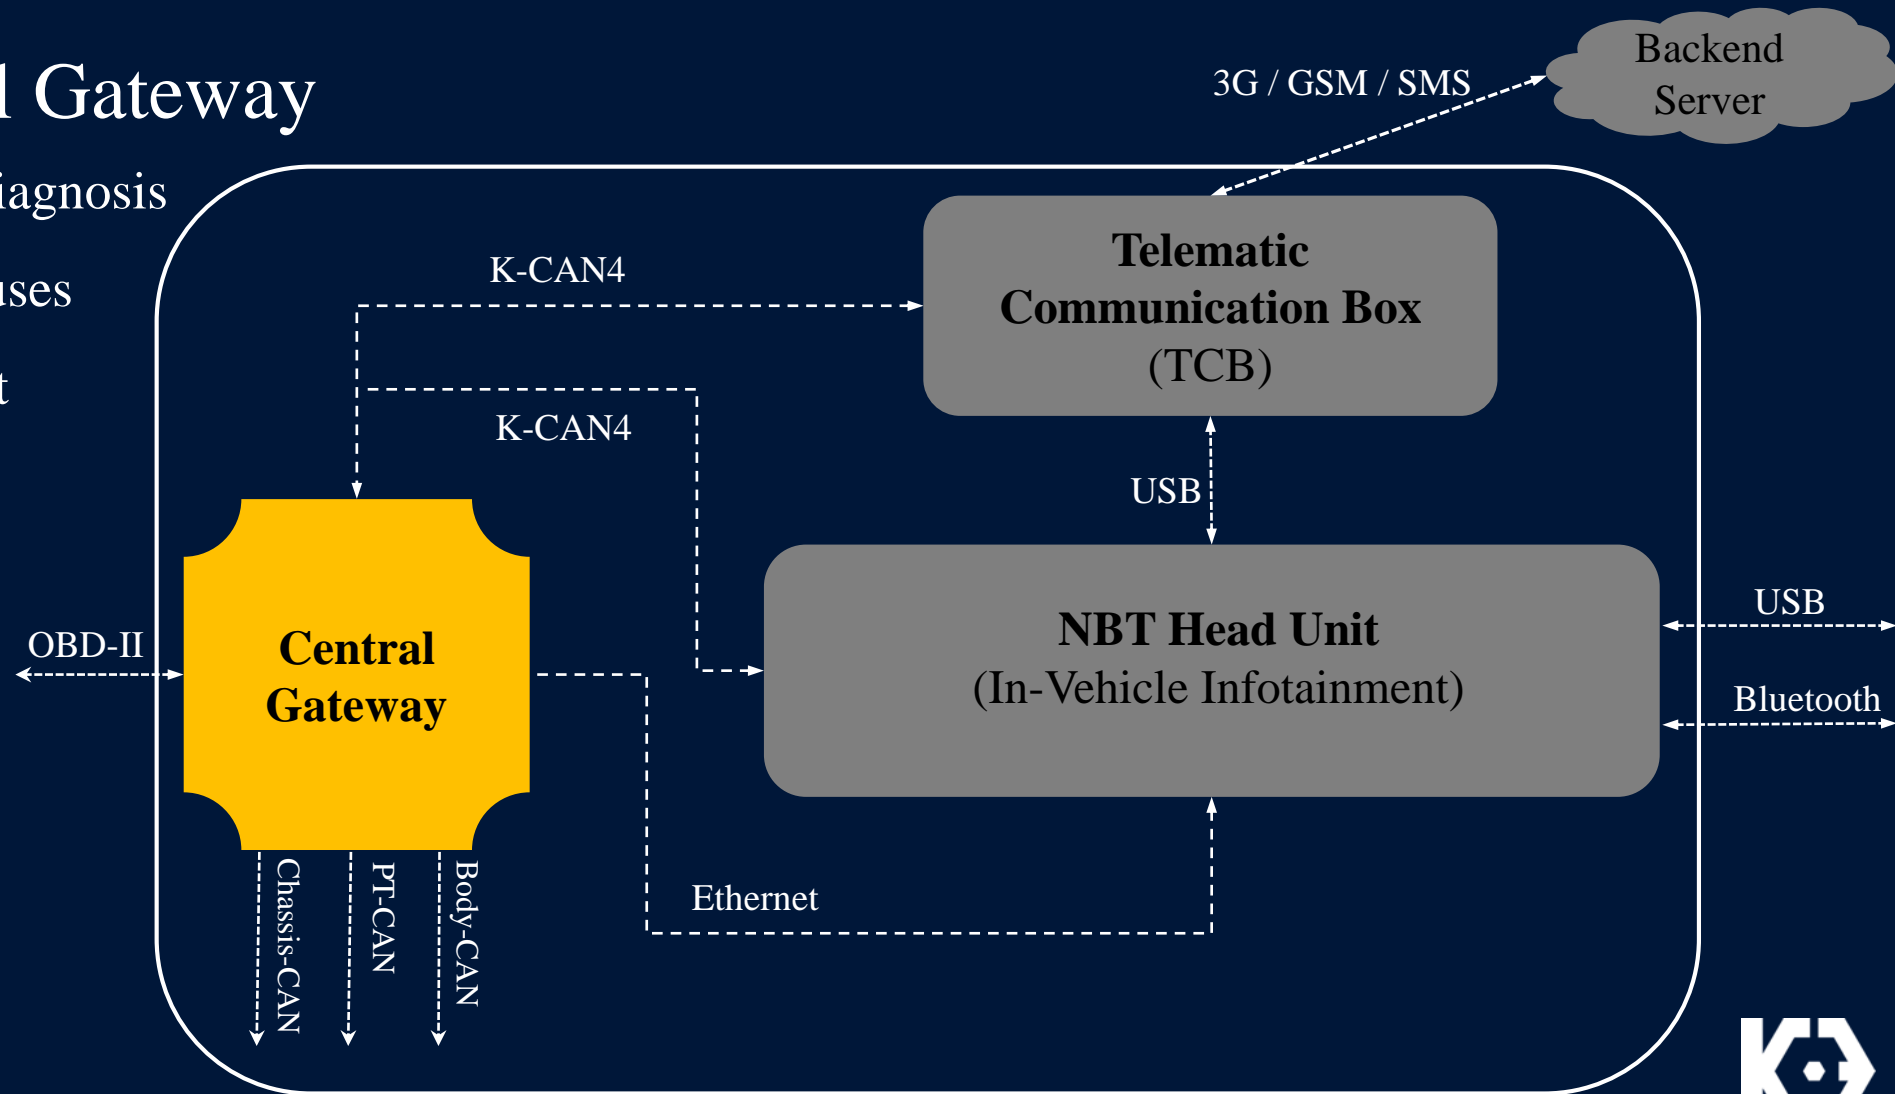 l Gateway
iagnosis
uses
t
3G / GSM / SMS
Backend
Server
K-CAN4
Telematic
Communication Box
(TCB)
K-CAN4
USB
OBD-II
Central
Gateway
NBT Head Unit
(In-Vehicle Infotainment)
USB
Bluetooth
Chassis-CAN
PT-CAN
Body-CAN
Ethernet